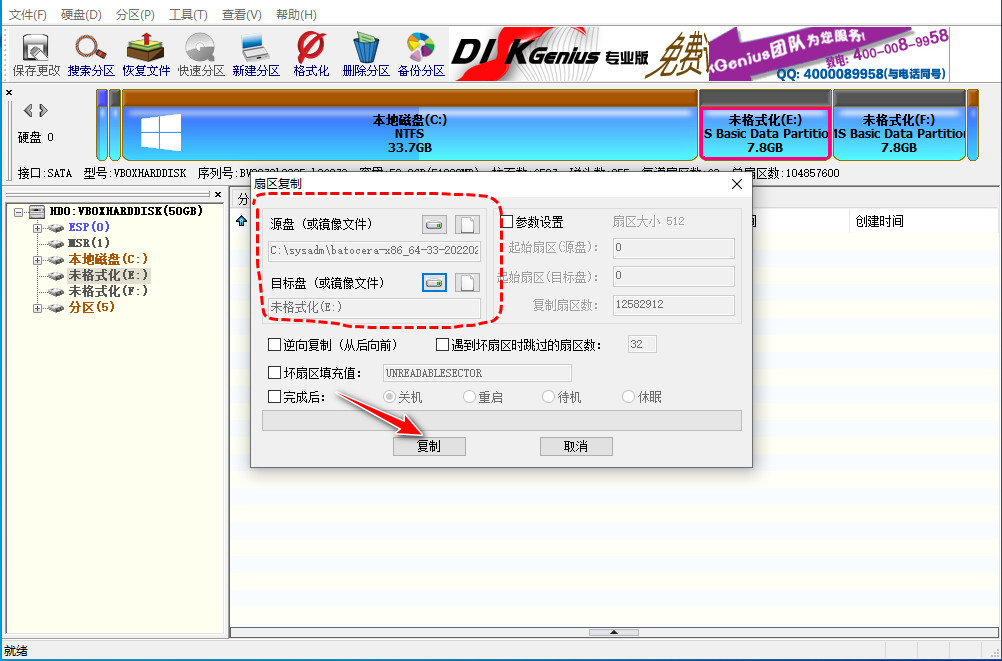 文件(F) 硬盘(D) 分区(P) 工具(T) 查看(V) 帮助(H)
保存更改 搜索分区 恢复文件 快速分区 新建分区 格式化 删除分区 备份分区
DISKGenius 专业版 免费
Genius团队为您服务!
致电: 400-008-9958
QQ: 4000089958(与电话同号)
硬盘 0
本地磁盘(C:)
NTFS
33.7GB
未格式化(E:)
S Basic Data Partitio
7.8GB
未格式化(F:)
MS Basic Data Partition
7.8GB
接口:SATA 型号:VBOXHARDDISK 序列号: 总扇区数:104857600
HD0:VBOXHARDDISK(50GB)
ESP(0)
MSR(1)
本地磁盘(C:)
未格式化(E:)
未格式化(F:)
分区(5)
分
间 创建时间
扇区复制
源盘（或镜像文件）
C:\sysadm\batocera-x86_64-33-202202
目标盘（或镜像文件）
未格式化(E:)
参数设置 扇区大小 512
起始扇区(源盘): 0
起始扇区(目标盘): 0
复制扇区数: 12582912
逆向复制（从后向前） 遇到坏扇区时跳过的扇区数: 32
坏扇区填充值: UNREADABLESECTOR
完成后: 关机 重启 待机 休眠
复制 取消
就绪